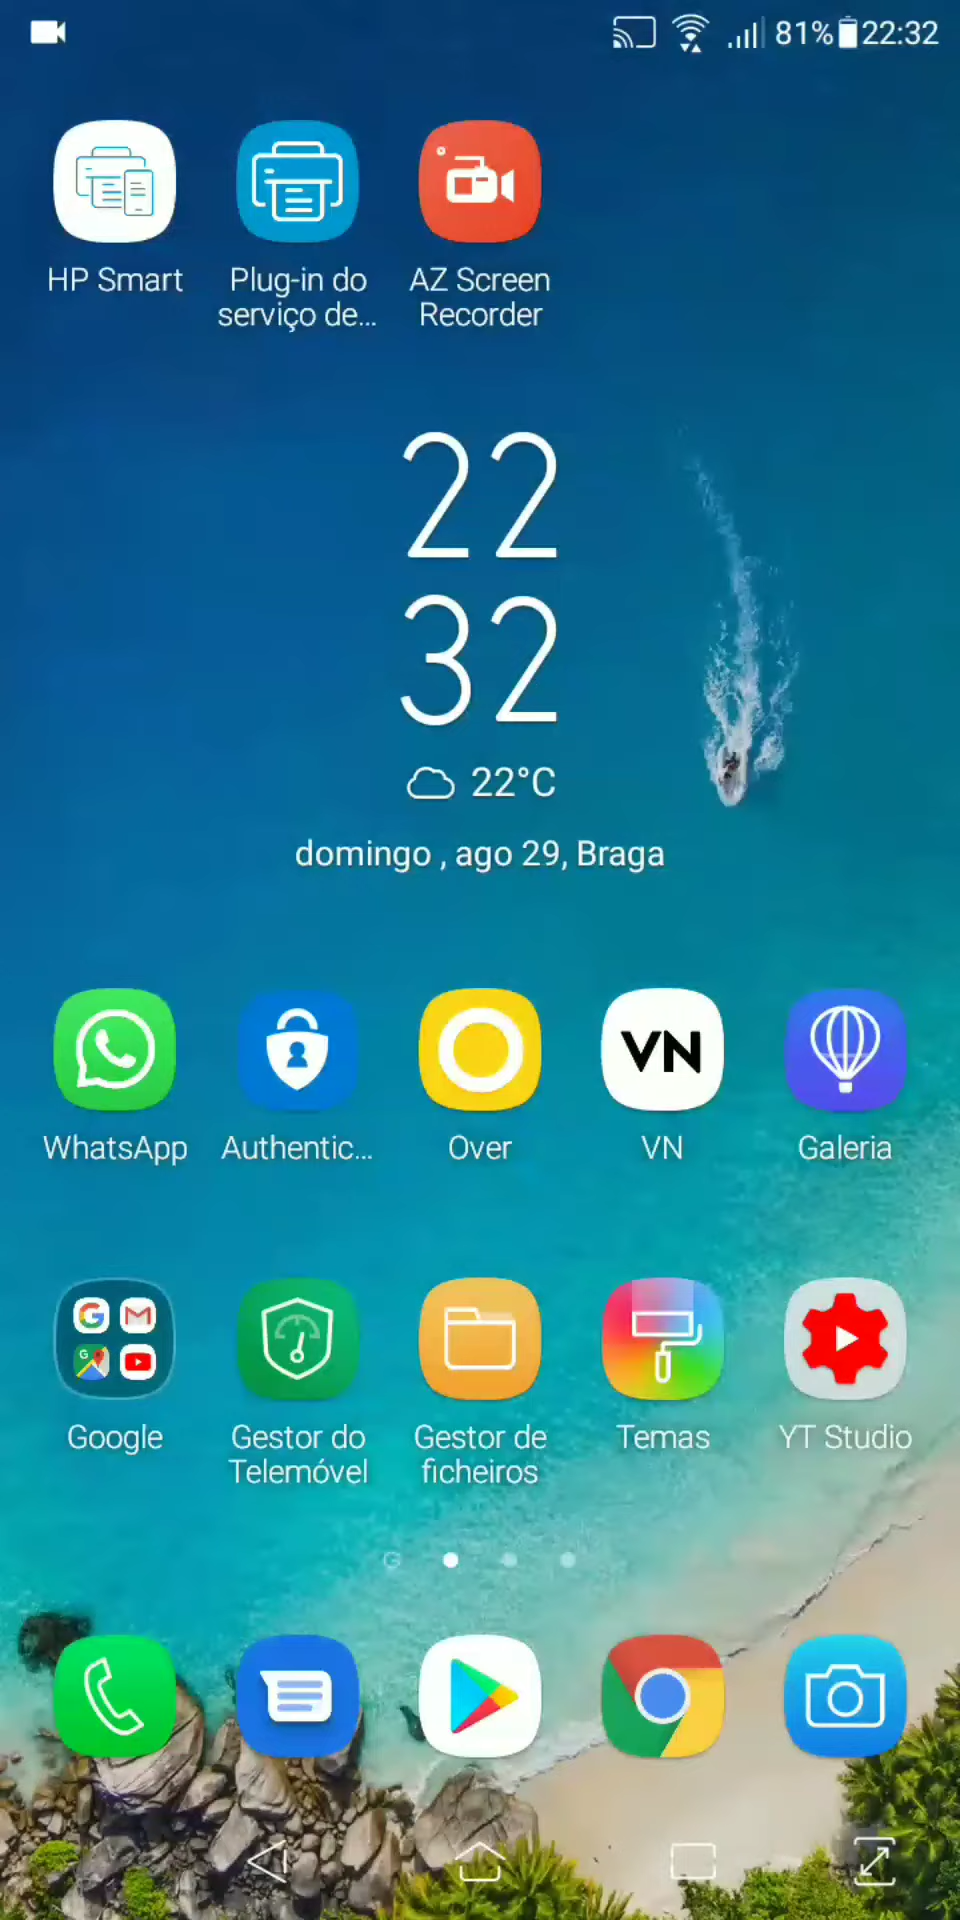 81% 22:32
HP Smart
Plug-in do
serviço de...
AZ Screen
Recorder
22
32
22°C
domingo , ago 29, Braga
WhatsApp
Authentic...
Over
VN
VN
Galeria
Google
Gestor do
Telemóvel
Gestor de
ficheiros
Temas
YT Studio